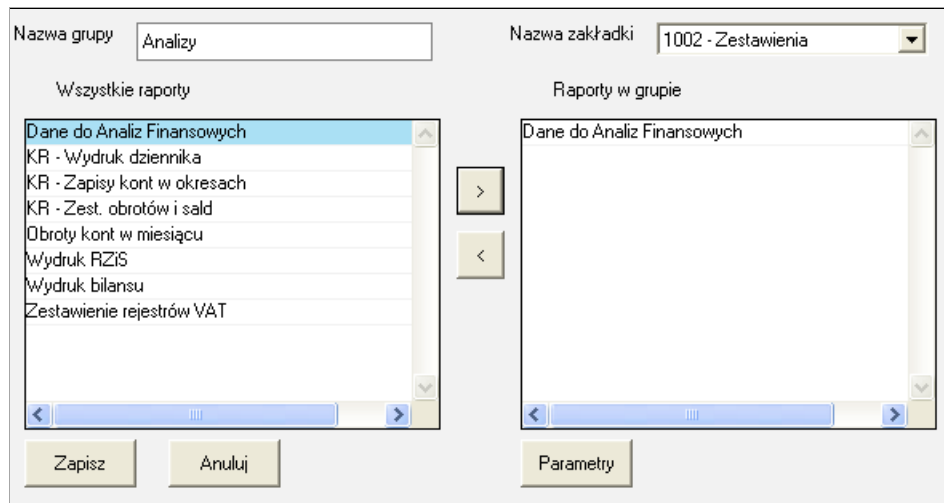 Nazwa grupy
Analizy
Nazwa zakładki
1002 - Zestawienia
Wszystkie raporty
Raporty w grupie
Dane do Analiz Finansowych
KR - Wydruk dziennika
KR - Zapisy kont w okresach
KR - Zest. obrotów i sald
Obroty kont w miesiącu
Wydruk RZiS
Wydruk bilansu
Zestawienie rejestrów VAT
>
<
Dane do Analiz Finansowych
Zapisz
Anuluj
Parametry